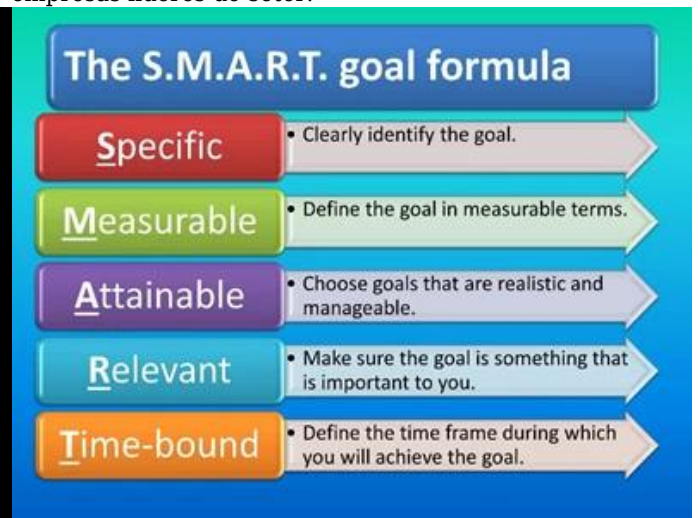 The S.M.A.R.T. goal formula
Specific
• Clearly identify the goal.
Measurable
• Define the goal in measurable terms.
Attainable
• Choose goals that are realistic and
manageable.
Relevant
• Make sure the goal is something that
is important to you.
Time-bound
• Define the time frame during which
you will achieve the goal.